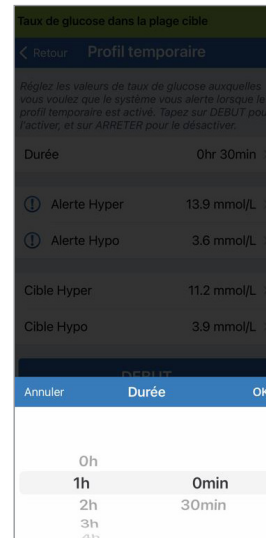 Taux de glucose dans la plage cible
< Retour Profil temporaire
Réglez les valeurs de taux de glucose auxquelles
vous voulez que le système vous alerte lorsque le
profil temporaire est activé. Tapez sur DEBUT pou
l'activer, et sur ARRETER pour le désactiver.
Durée 0hr 30min
Alerte Hyper 13.9 mmol/L
Alerte Hypo 3.6 mmol/L
Cible Hyper 11.2 mmol/L
Cible Hypo 3.9 mmol/L
DEBUT
Annuler Durée OK
0h
1h 0min
2h 30min
3h
4h